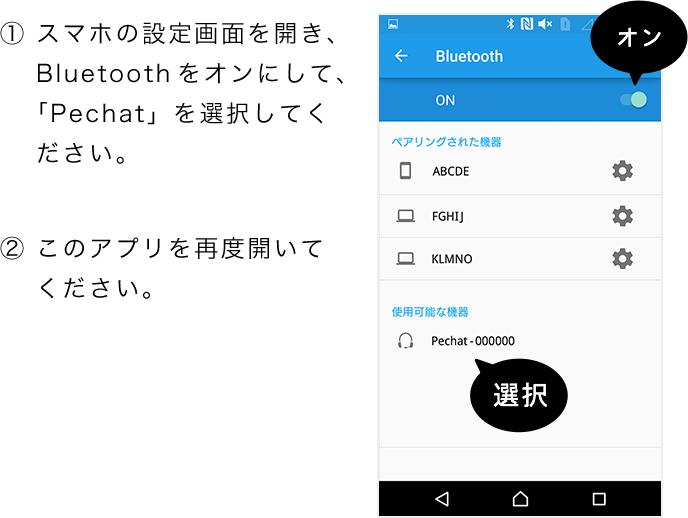 ① スマホの設定画面を開き、
Bluetoothをオンにして、
「Pechat」を選択してく
ださい。
② このアプリを再度開いて
ください。
オン
Bluetooth
ON
ペアリングされた機器
ABCDE
FGHIJ
KLMNO
使用可能な機器
Pechat-000000
選択